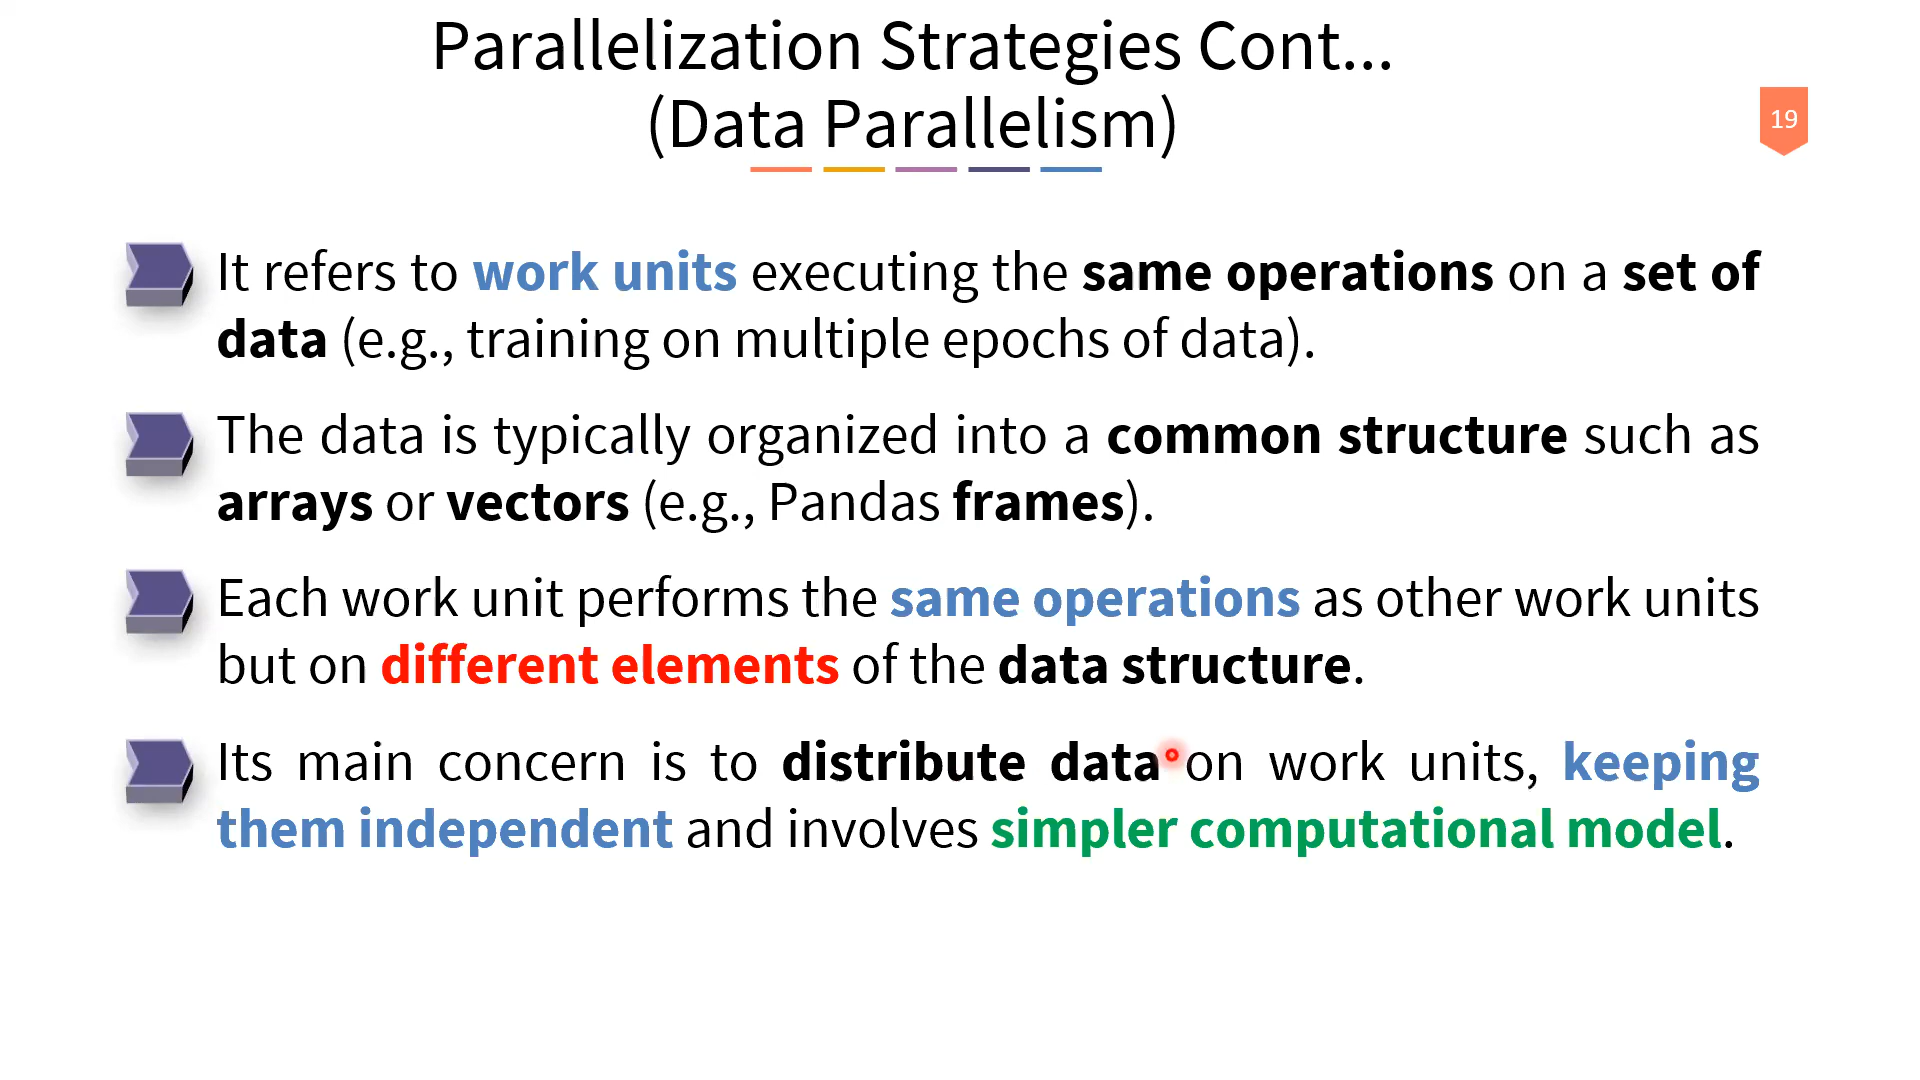 Parallelization Strategies Cont...
(Data Parallelism)
19
It refers to work units executing the same operations on a set of
data (e.g., training on multiple epochs of data).
The data is typically organized into a common structure such as
arrays or vectors (e.g., Pandas frames).
Each work unit performs the same operations as other work units
but on different elements of the data structure.
Its main concern is to distribute data on work units, keeping
them independent and involves simpler computational model.